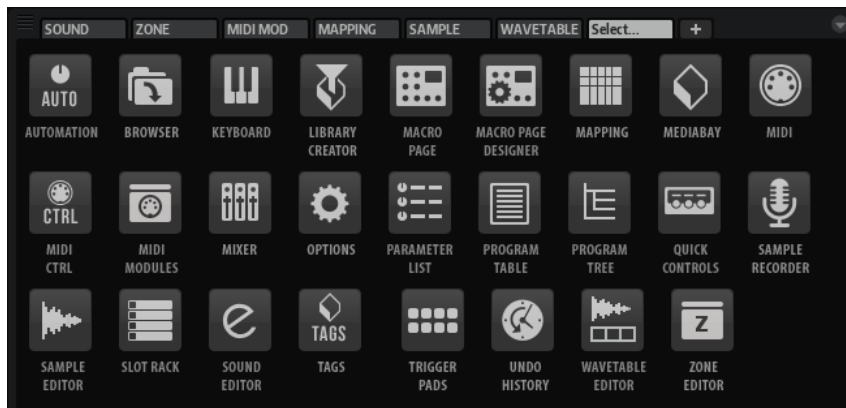 SOUND ZONE MIDI MOD MAPPING SAMPLE WAVETABLE Select... +
AUTO
AUTOMATION BROWSER KEYBOARD LIBRARY CREATOR MACRO PAGE MACRO PAGE DESIGNER MAPPING MEDIABAY MIDI
CTRL
MIDI CTRL MIDI MODULES MIXER OPTIONS PARAMETER LIST PROGRAM TABLE PROGRAM TREE QUICK CONTROLS SAMPLE RECORDER
e TAGS Z
SAMPLE EDITOR SLOT RACK SOUND EDITOR TAGS TRIGGER PADS UNDO HISTORY WAVETABLE EDITOR ZONE EDITOR